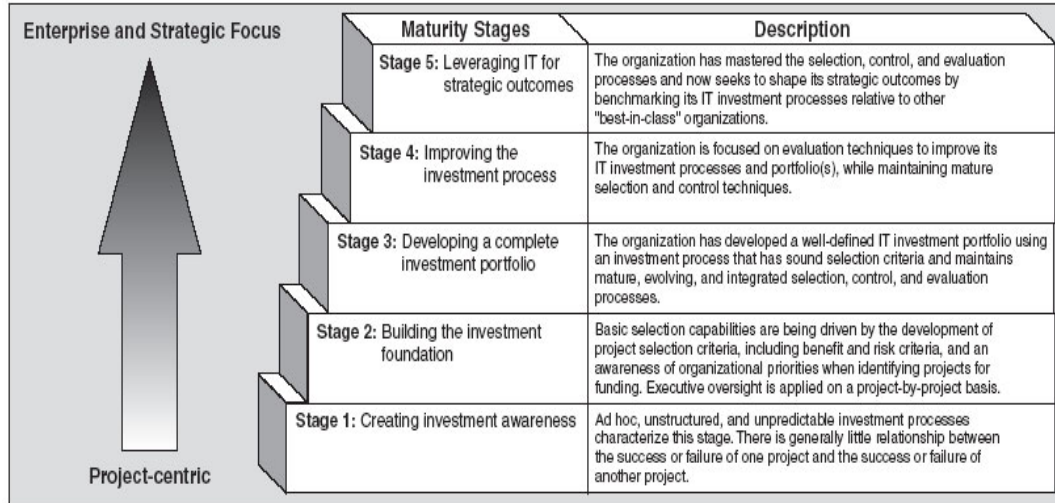 Enterprise and Strategic Focus
Maturity Stages
Description
Stage 5: Leveraging IT for
strategic outcomes
The organization has mastered the selection, control, and evaluation
processes and now seeks to shape its strategic outcomes by
benchmarking its IT investment processes relative to other
"best-in-class" organizations.
Stage 4: Improving the
investment process
The organization is focused on evaluation techniques to improve its
IT investment processes and portfolio(s), while maintaining mature
selection and control techniques.
Stage 3: Developing a complete
investment portfolio
The organization has developed a well-defined IT investment portfolio using
an investment process that has sound selection criteria and maintains
mature, evolving, and integrated selection, control, and evaluation
processes.
Stage 2: Building the investment
foundation
Basic selection capabilities are being driven by the development of
project selection criteria, including benefit and risk criteria, and an
awareness of organizational priorities when identifying projects for
funding. Executive oversight is applied on a project-by-project basis.
Stage 1: Creating investment awareness
Ad hoc, unstructured, and unpredictable investment processes
characterize this stage. There is generally little relationship between
the success or failure of one project and the success or failure of
another project.
Project-centric